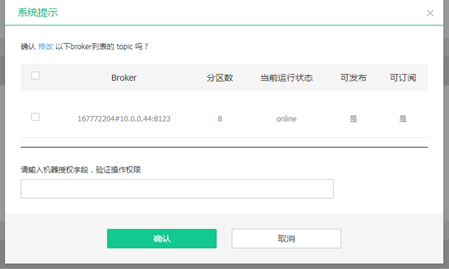 系统提示
确认 修改 以下broker列表的 topic 吗？
Broker 分区数 当前运行状态 可发布 可订阅
167772204#10.0.0.44:8123 8 online 是 是
请输入机器授权字段，验证操作权限
确认 取消